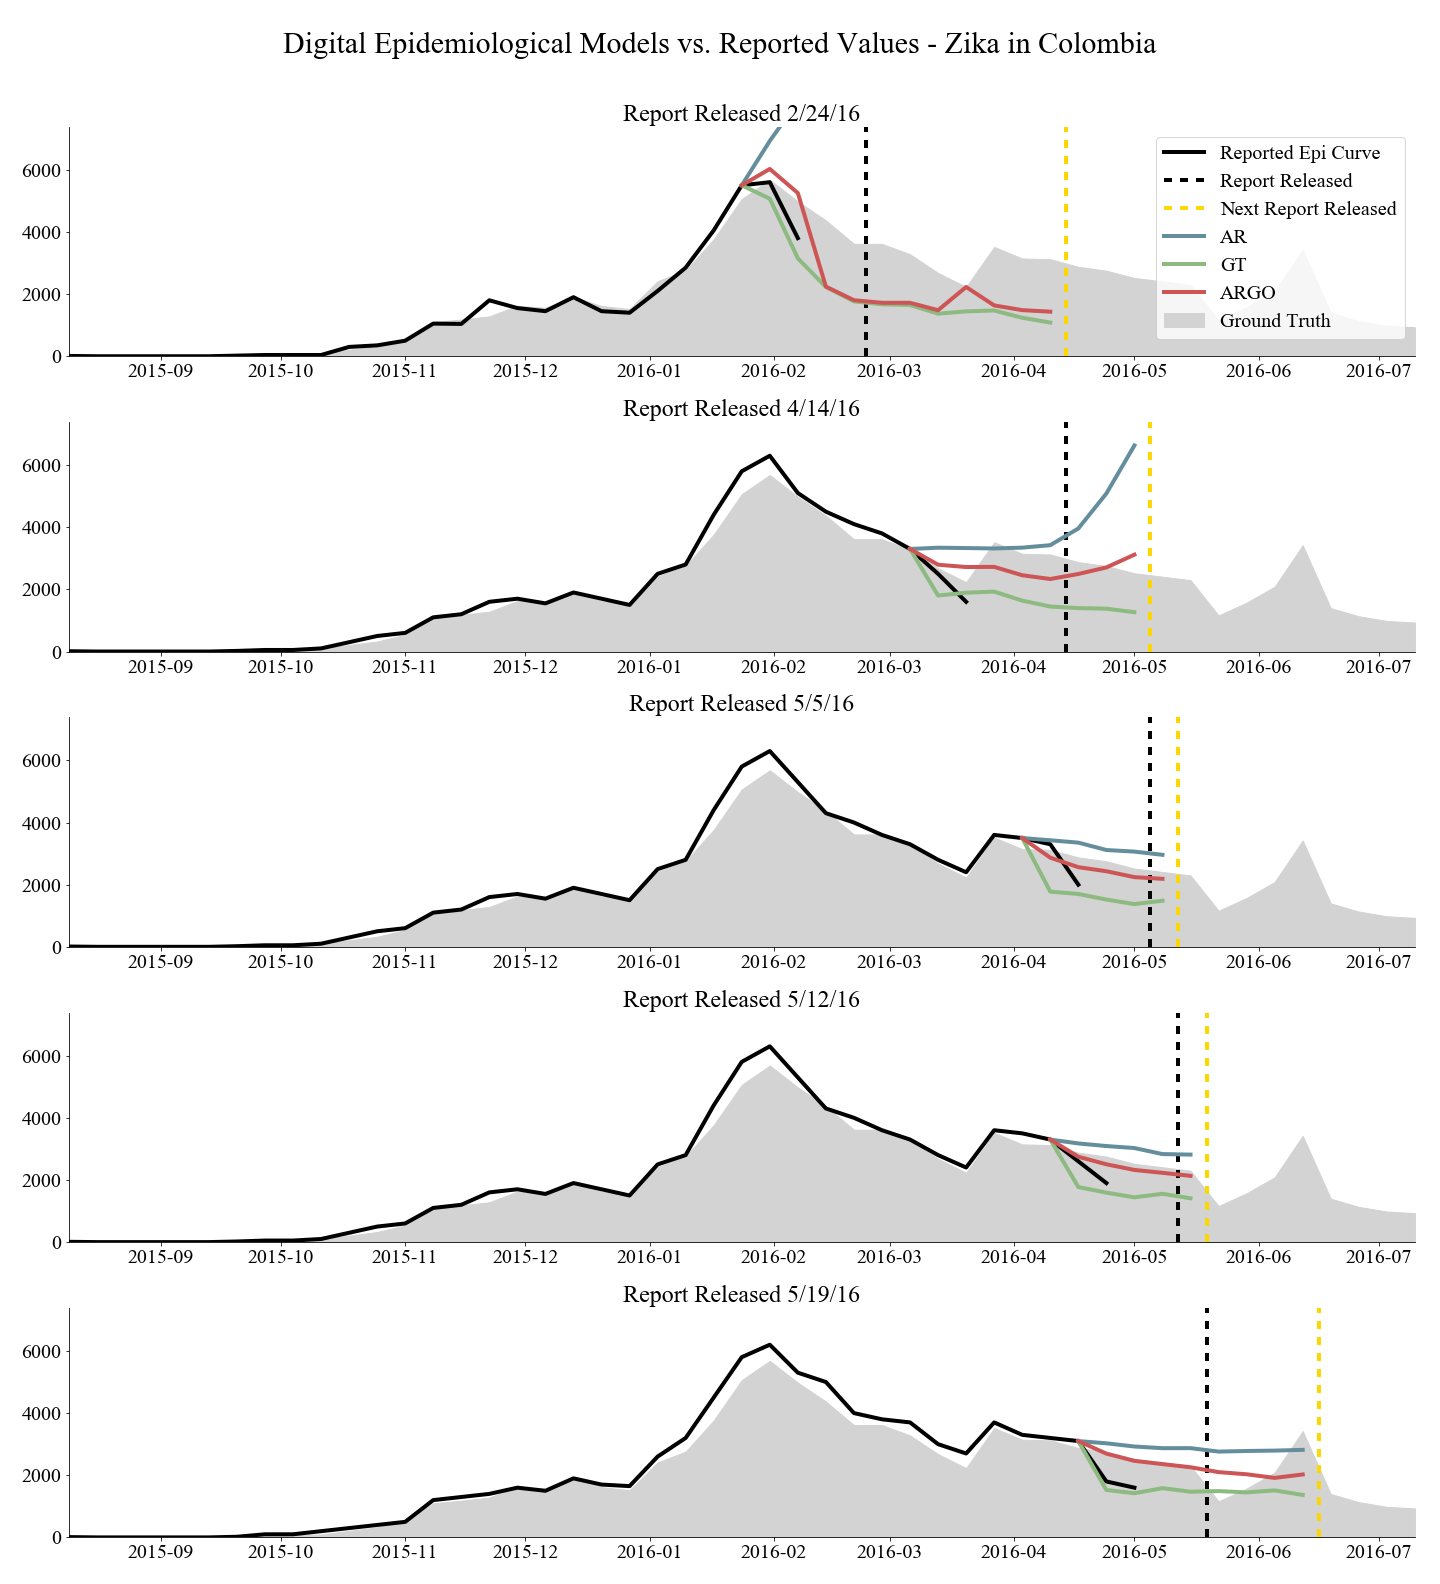 Digital Epidemiological Models vs. Reported Values - Zika in Colombia
Report Released 2/24/16
6000
4000
2000
0
Reported Epi Curve
Report Released
Next Report Released
AR
GT
ARGO
Ground Truth
2015-09 2015-10 2015-11 2015-12 2016-01 2016-02 2016-03 2016-04 2016-05 2016-06 2016-07
Report Released 4/14/16
6000
4000
2000
0
2015-09 2015-10 2015-11 2015-12 2016-01 2016-02 2016-03 2016-04 2016-05 2016-06 2016-07
Report Released 5/5/16
6000
4000
2000
0
2015-09 2015-10 2015-11 2015-12 2016-01 2016-02 2016-03 2016-04 2016-05 2016-06 2016-07
Report Released 5/12/16
6000
4000
2000
0
2015-09 2015-10 2015-11 2015-12 2016-01 2016-02 2016-03 2016-04 2016-05 2016-06 2016-07
Report Released 5/19/16
6000
4000
2000
0
2015-09 2015-10 2015-11 2015-12 2016-01 2016-02 2016-03 2016-04 2016-05 2016-06 2016-07